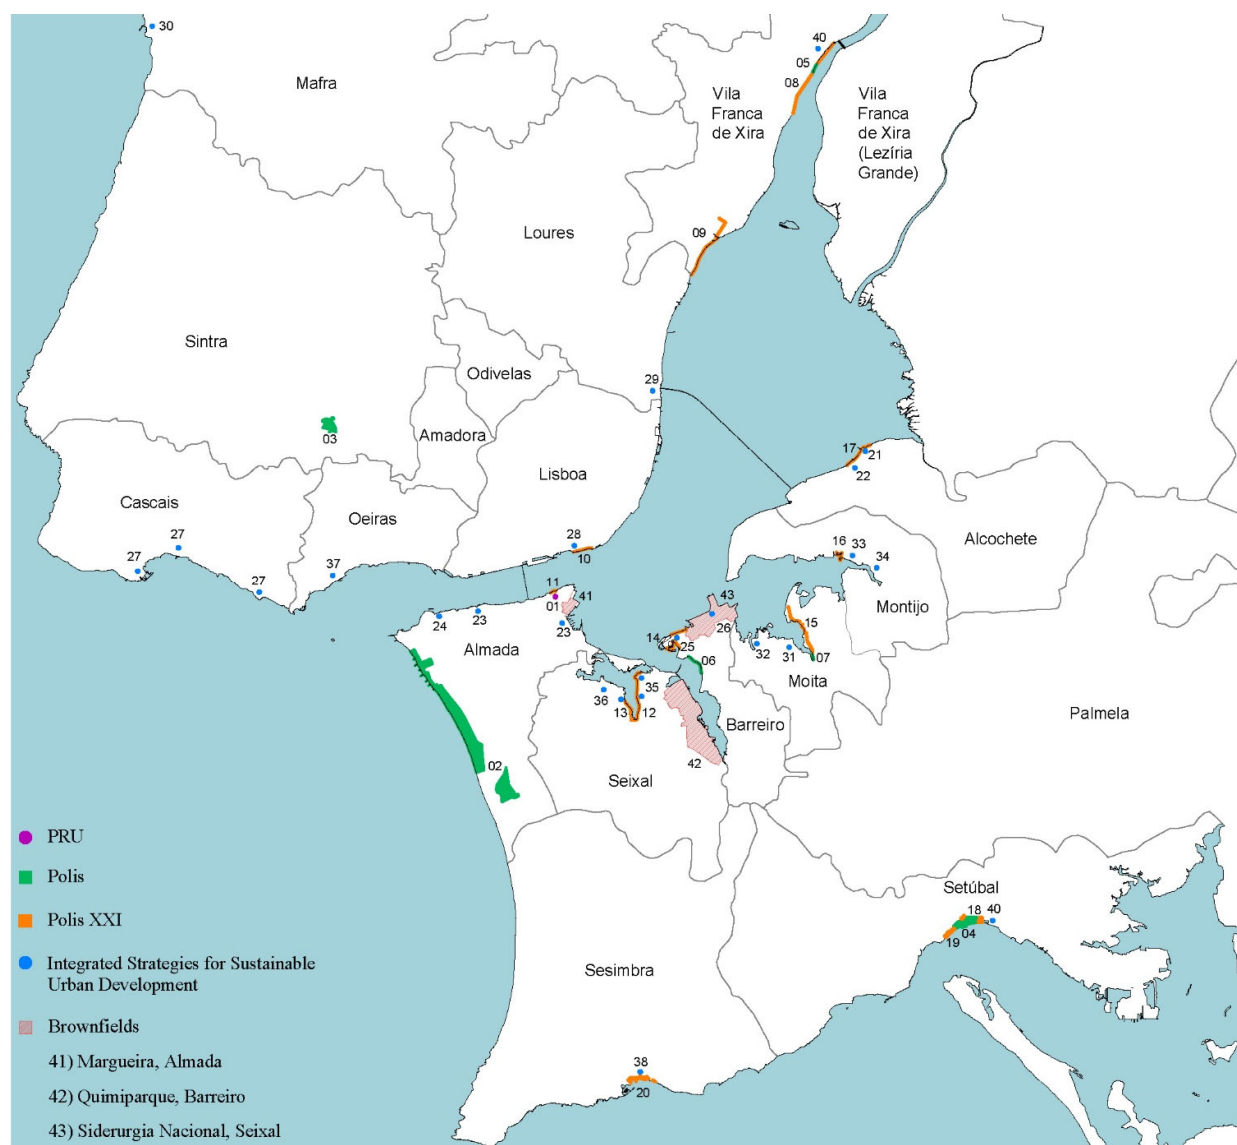 30
Mafra
40
05
08
Vila
Franca
de Xira
Vila
Franca
de Xira
(Lezíria
Grande)
09
Loures
Sintra
Odivelas
29
03
Amadora
Lisboa
17
21
22
Cascais
Oeiras
Alcochete
27
27
27
37
28
10
16
33
34
11
01
41
23
24
23
Almada
43
26
14
25
06
15
32
31
07
Montijo
Moita
35
36
13
12
Barreiro
Palmela
42
Seixal
02
Setúbal
18
40
04
19
Sesimbra
38
20
PRU
Polis
Polis XXI
Integrated Strategies for Sustainable
Urban Development
Brownfields
41) Margueira, Almada
42) Quimiparque, Barreiro
43) Siderurgia Nacional, Seixal